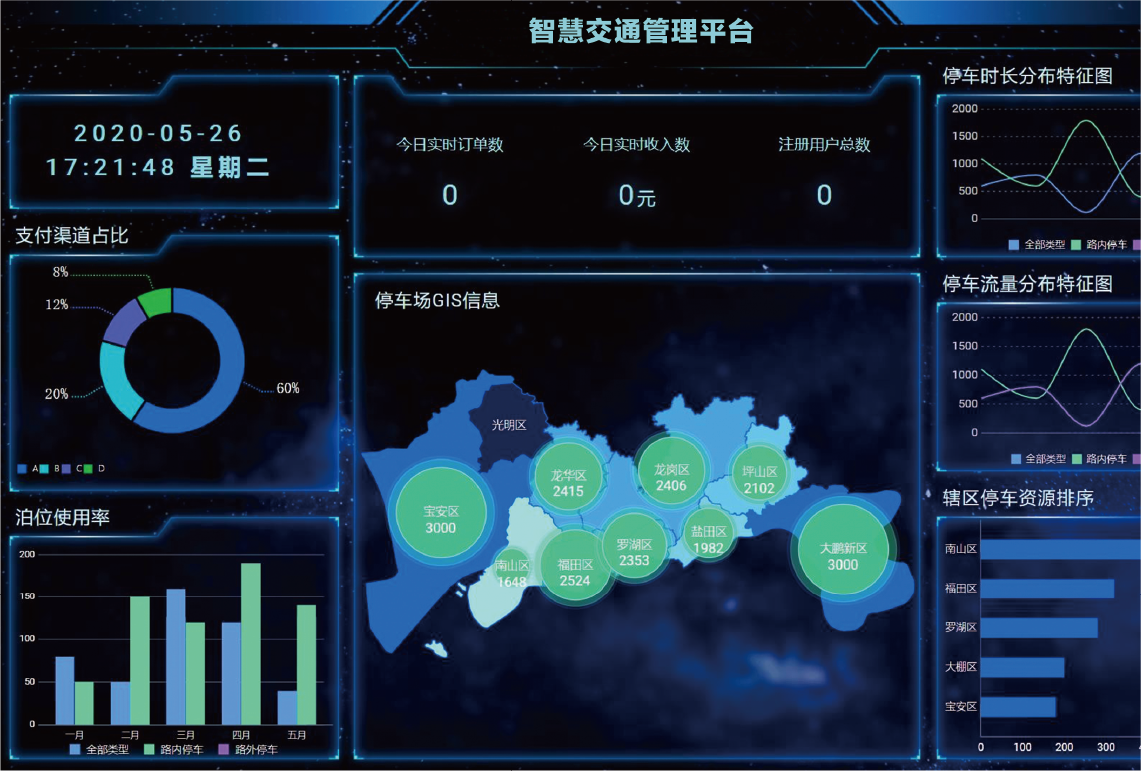 智慧交通管理平台
2020-05-26
17:21:48 星期二
今日实时订单数 今日实时收入数 注册用户总数
0 0元 0
支付渠道占比
8%
12%
20%
60%
A B C D
泊位使用率
200
150
100
50
0
一月 二月 三月 四月 五月
全部类型 路内停车 路外停车
停车场GIS信息
光明区
宝安区
3000
龙华区
2415
龙岗区
2406
坪山区
2102
南山区
1648
福田区
2524
罗湖区
2353
盐田区
1982
大鹏新区
3000
停车时长分布特征图
2000
1500
1000
500
0
全部类型 路内停车
停车流量分布特征图
2000
1500
1000
500
0
全部类型 路内停车
辖区停车资源排序
南山区
福田区
罗湖区
大棚区
宝安区
0 100 200 300